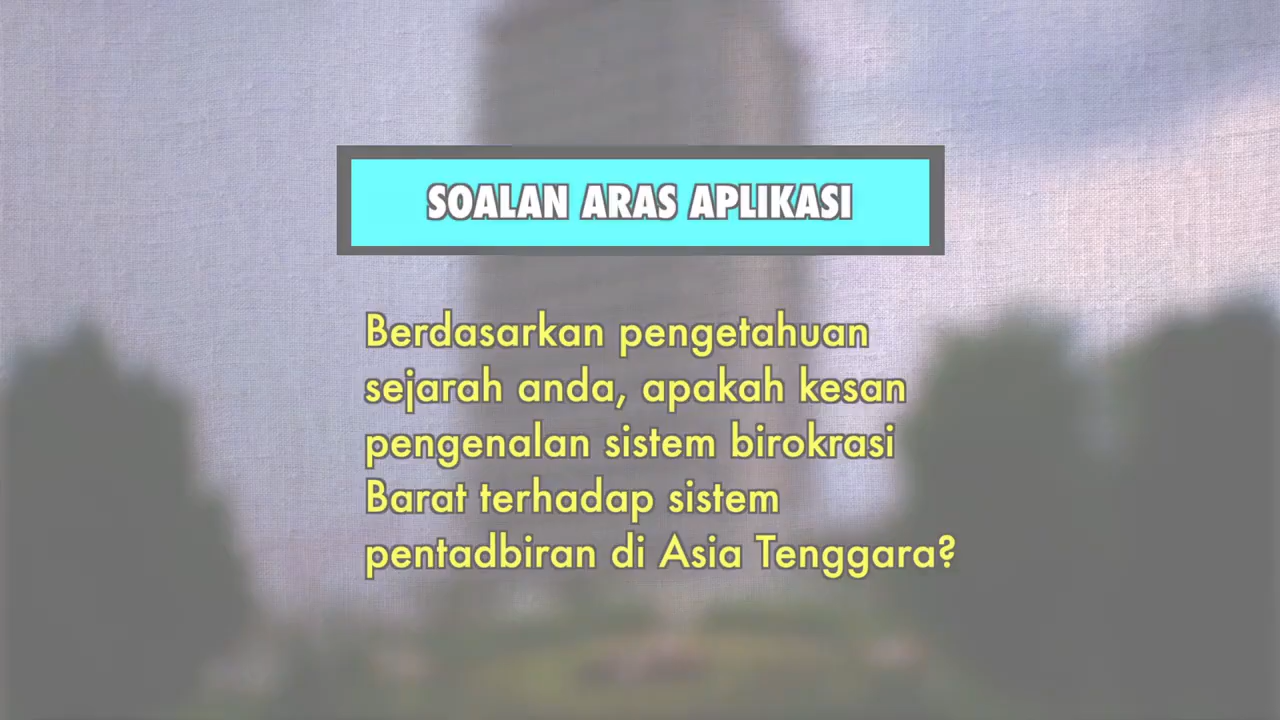 SOALAN ARAS APLIKASI
Berdasarkan pengetahuan
sejarah anda, apakah kesan
pengenalan sistem birokrasi
Barat terhadap sistem
pentadbiran di Asia Tenggara?